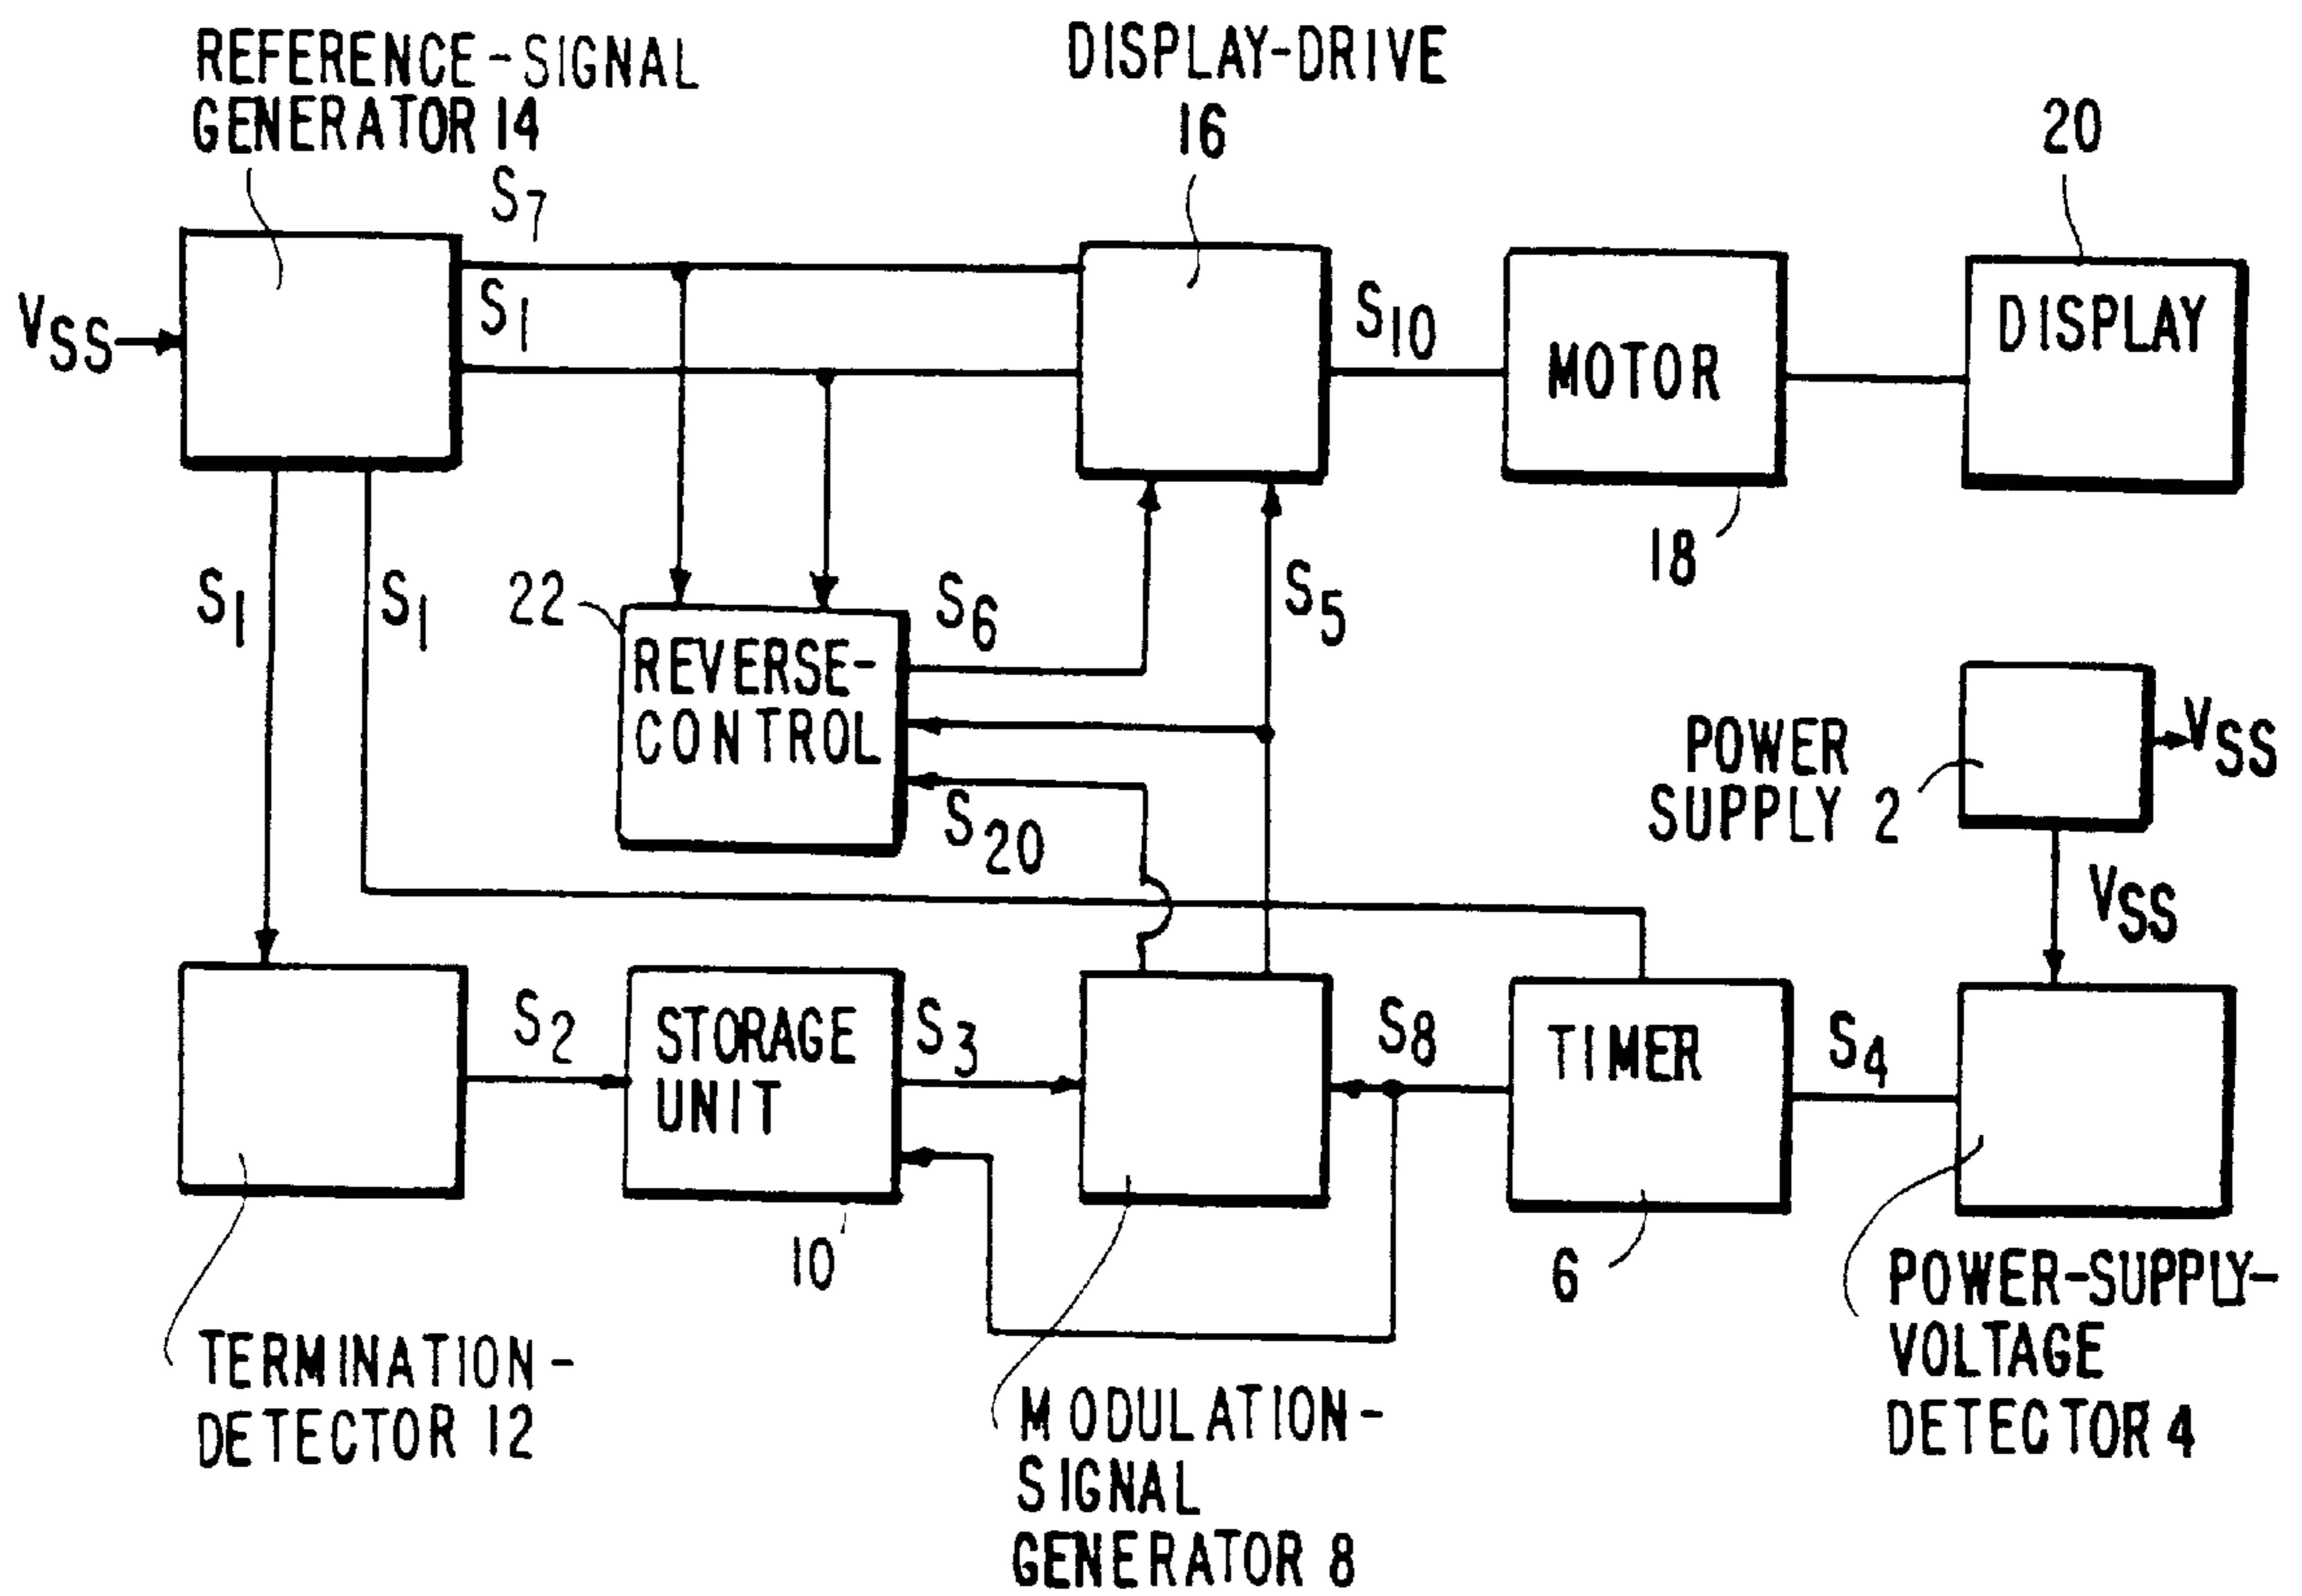 REFERENCE-SIGNAL
GENERATOR 14
DISPLAY-DRIVE
16
20
S7
VSS
S1
S10
MOTOR
DISPLAY
18
S1
S1
22
S6
S5
REVERSE-
CONTROL
S20
POWER
SUPPLY 2
VSS
VSS
S2
STORAGE
UNIT
S3
S8
TIMER
S4
10
6
TERMINATION-
DETECTOR 12
MODULATION-
SIGNAL
GENERATOR 8
POWER-SUPPLY-
VOLTAGE
DETECTOR 4